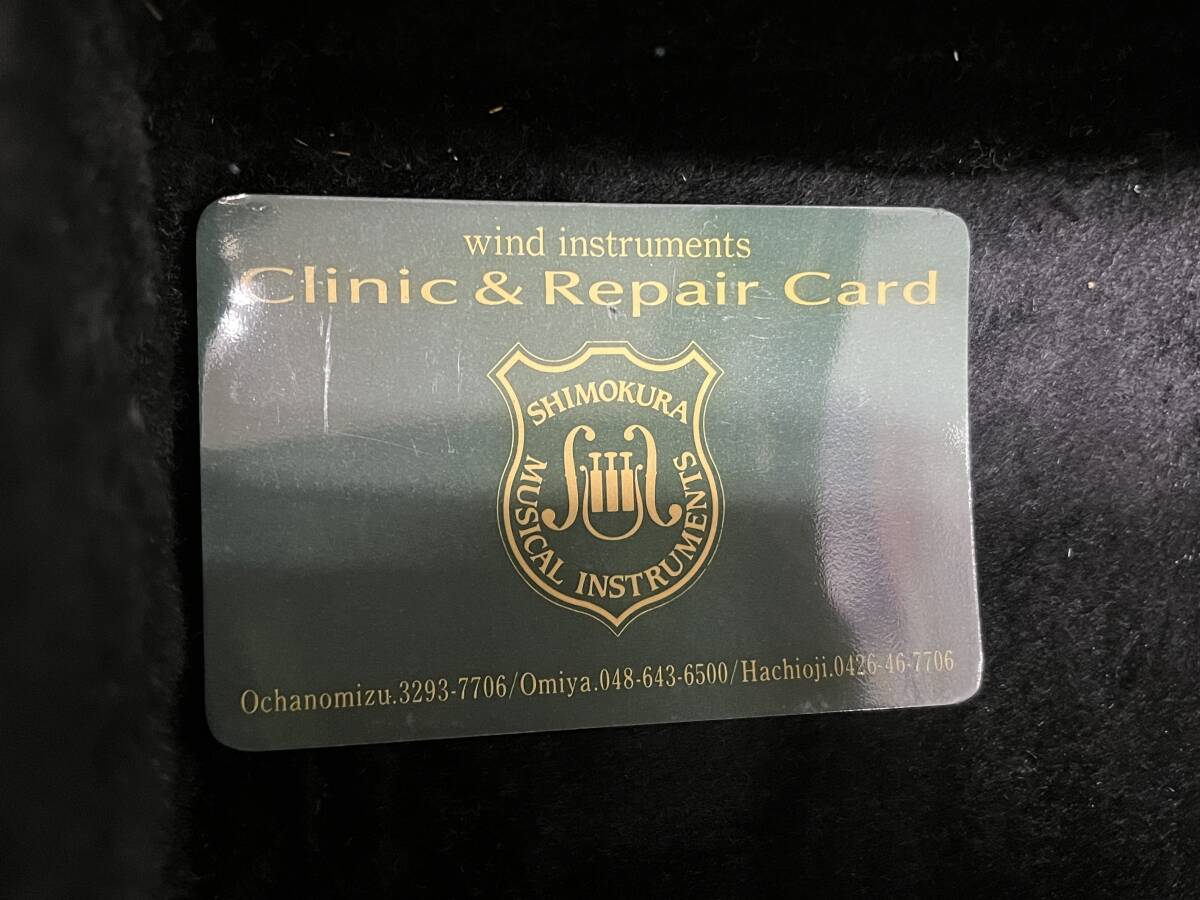 wind instruments
Clinic & Repair Card
SHIMOKURA
MUSICAL INSTRUMENTS
Ochanomizu.3293-7706/Omiya.048-643-6500/Hachioji.0426-46-7706